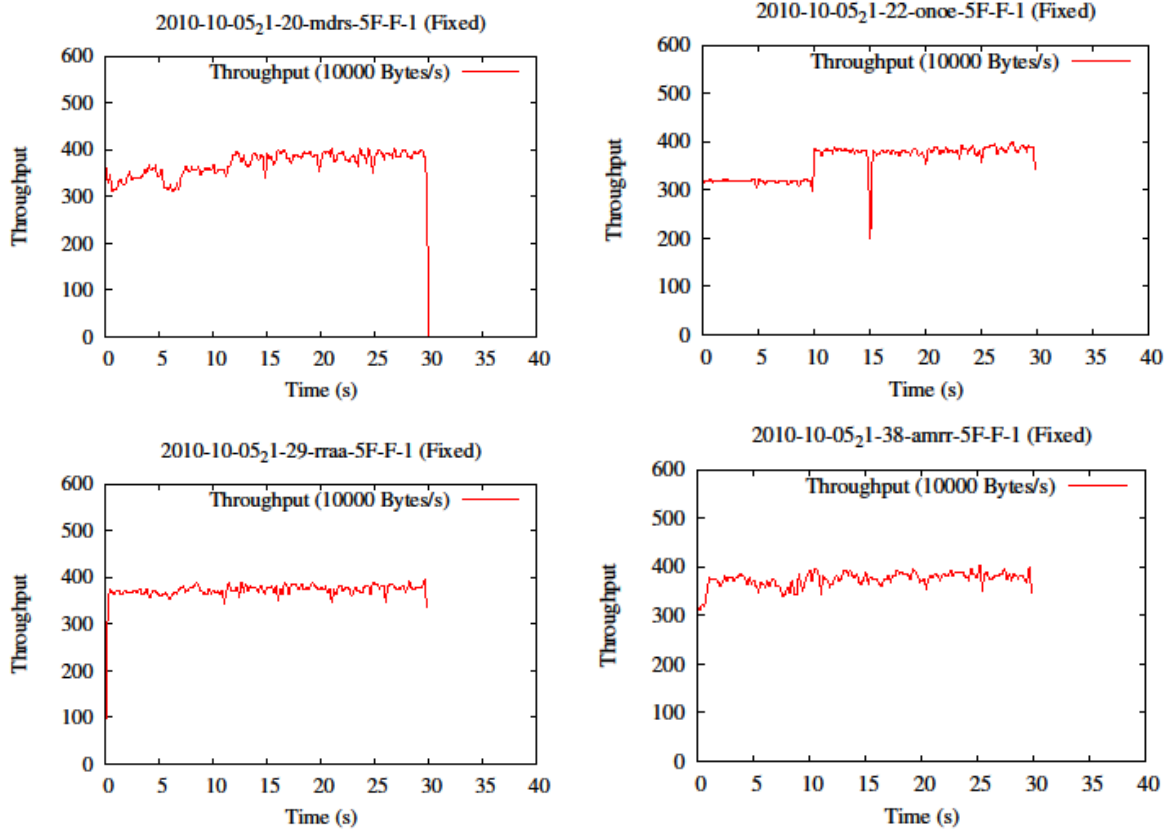 2010-10-05₂1-20-mdrs-5F-F-1 (Fixed)
Throughput (10000 Bytes/s)
600
500
400
300
200
100
0
Throughput
0 5 10 15 20 25 30 35 40
Time (s)
2010-10-05₂1-22-onoe-5F-F-1 (Fixed)
Throughput (10000 Bytes/s)
600
500
400
300
200
100
0
Throughput
0 5 10 15 20 25 30 35 40
Time (s)
2010-10-05₂1-29-rraa-5F-F-1 (Fixed)
Throughput (10000 Bytes/s)
600
500
400
300
200
100
0
Throughput
0 5 10 15 20 25 30 35 40
Time (s)
2010-10-05₂1-38-amrr-5F-F-1 (Fixed)
Throughput (10000 Bytes/s)
600
500
400
300
200
100
0
Throughput
0 5 10 15 20 25 30 35 40
Time (s)